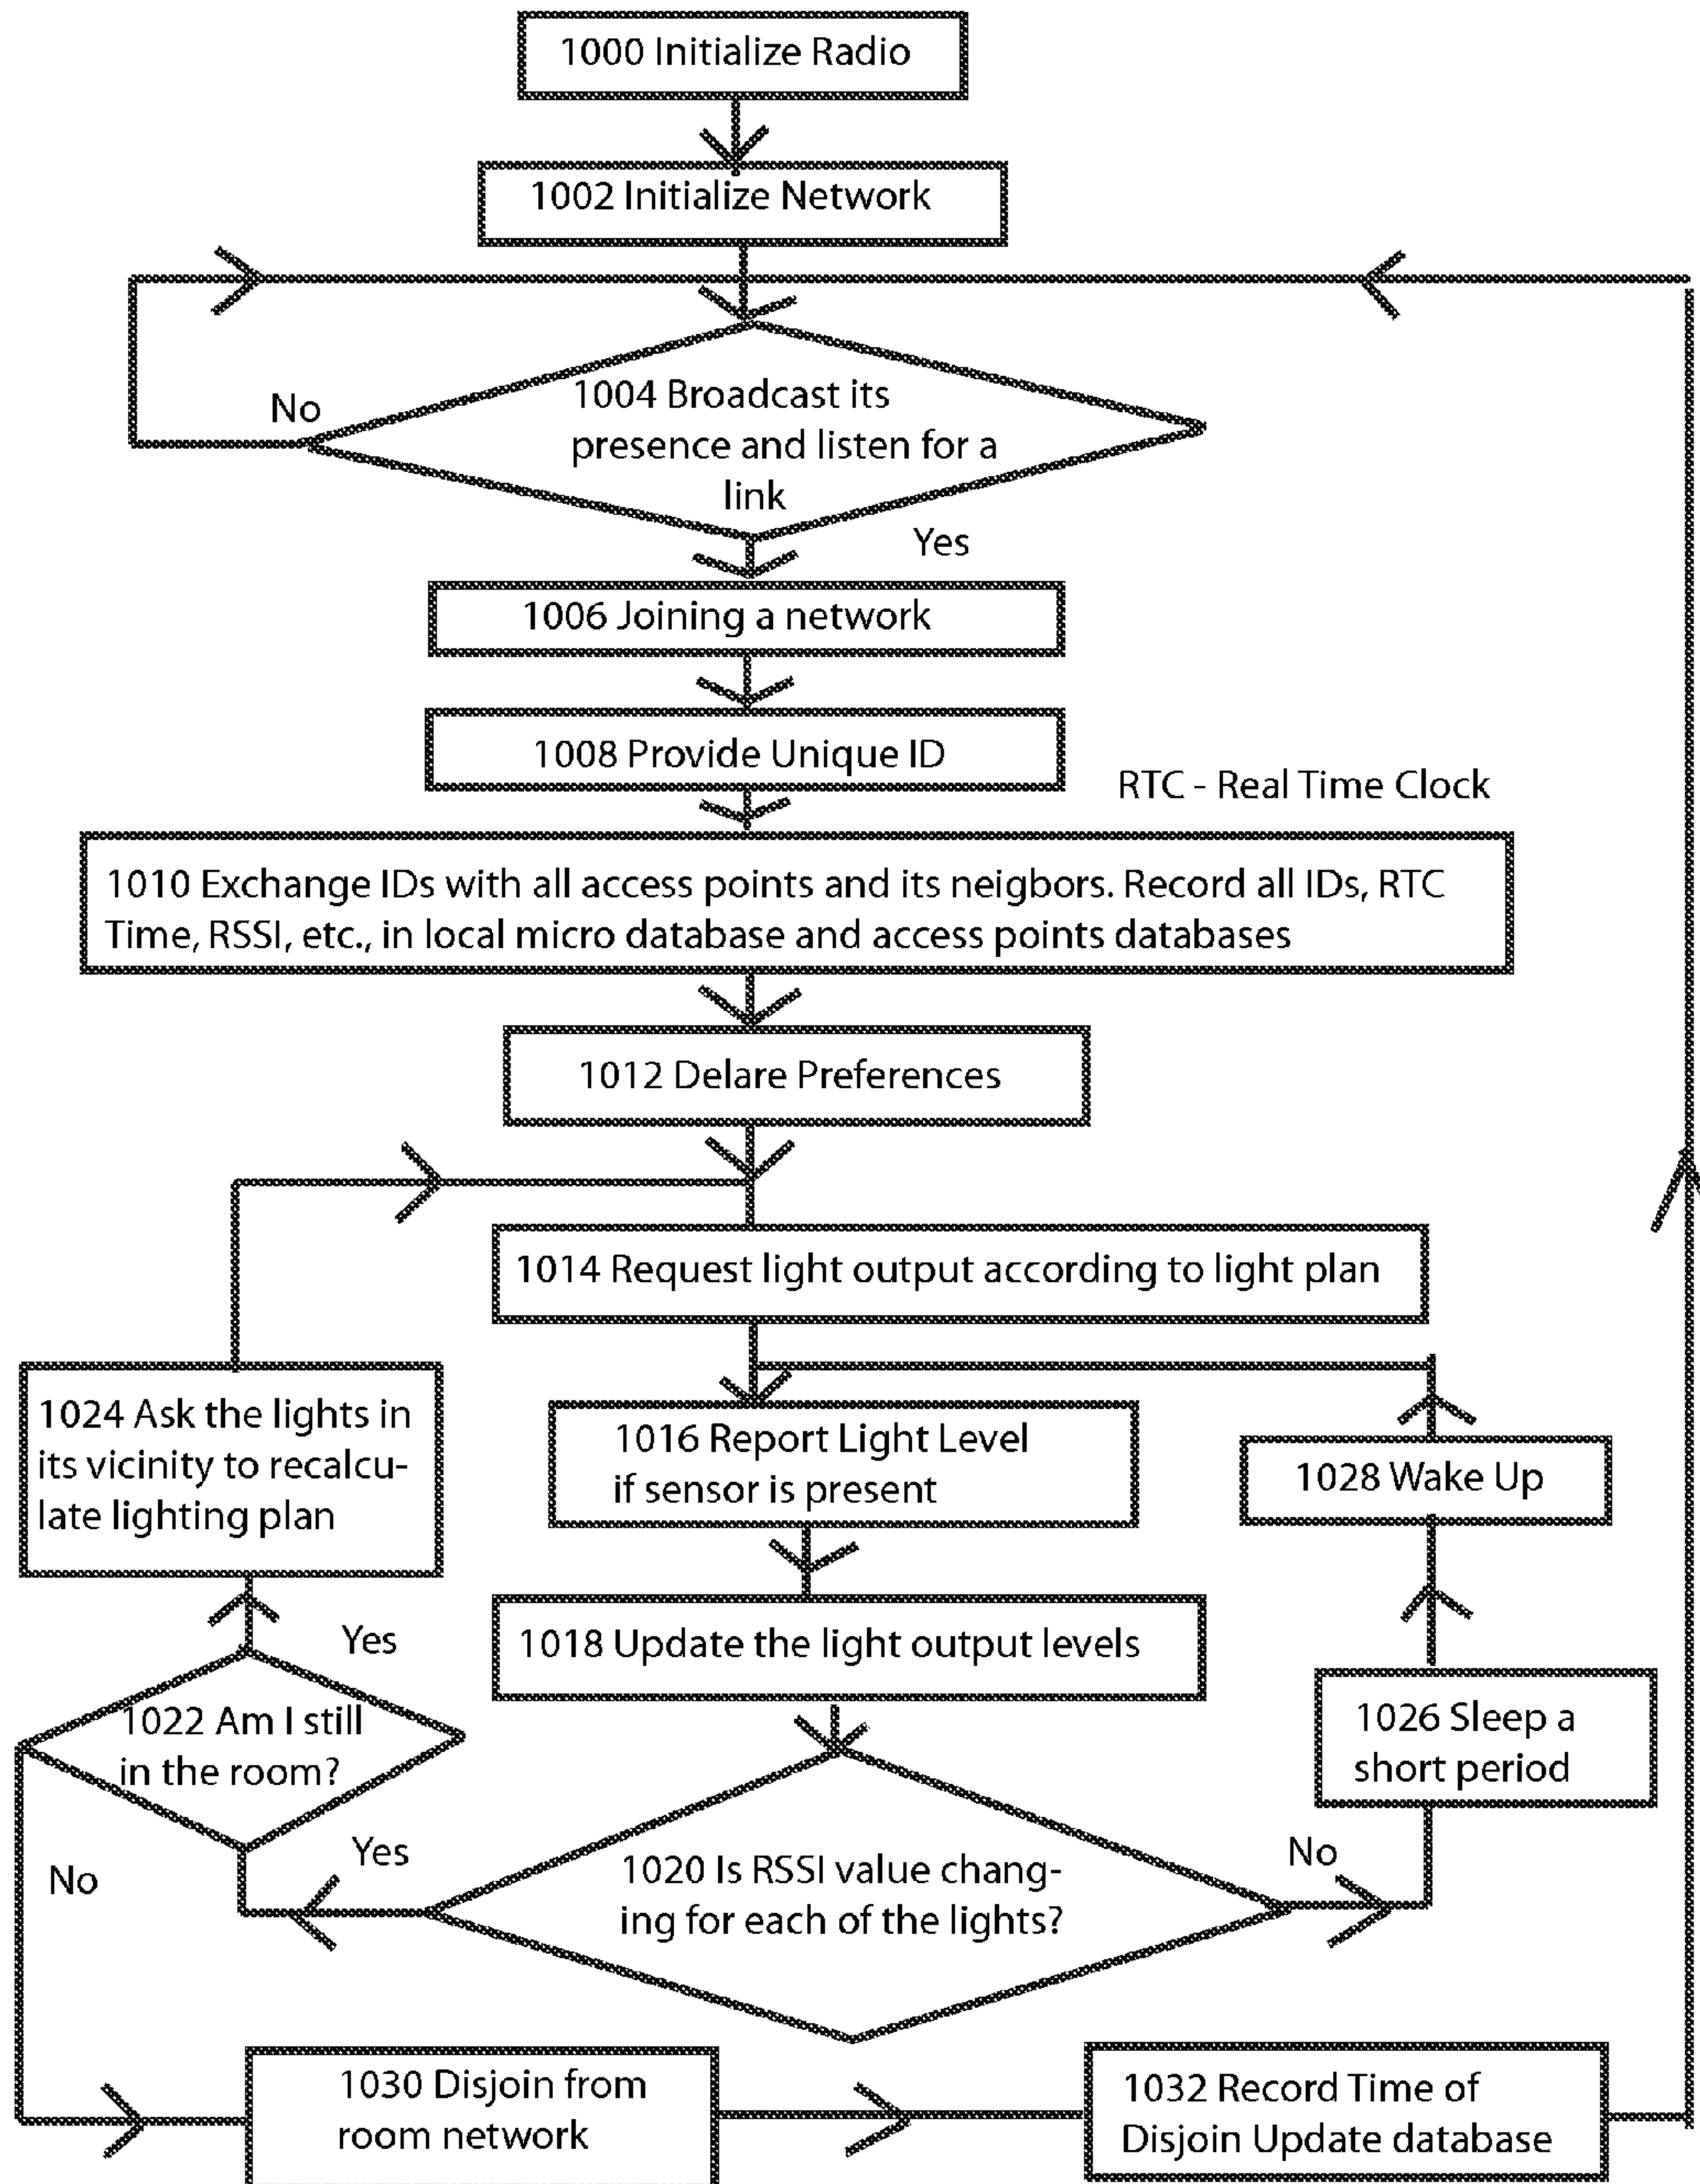 1000 Initialize Radio
1002 Initialize Network
No
1004 Broadcast its
presence and listen for a
link
Yes
1006 Joining a network
1008 Provide Unique ID
RTC - Real Time Clock
1010 Exchange IDs with all access points and its neigbors. Record all IDs, RTC
Time, RSSI, etc., in local micro database and access points databases
1012 Delare Preferences
1014 Request light output according to light plan
1024 Ask the lights in
its vicinity to recalcu-
late lighting plan
1016 Report Light Level
if sensor is present
1028 Wake Up
Yes
1018 Update the light output levels
1022 Am I still
in the room?
1026 Sleep a
short period
No
Yes
1020 Is RSSI value chang-
ing for each of the lights?
No
1030 Disjoin from
room network
1032 Record Time of
Disjoin Update database